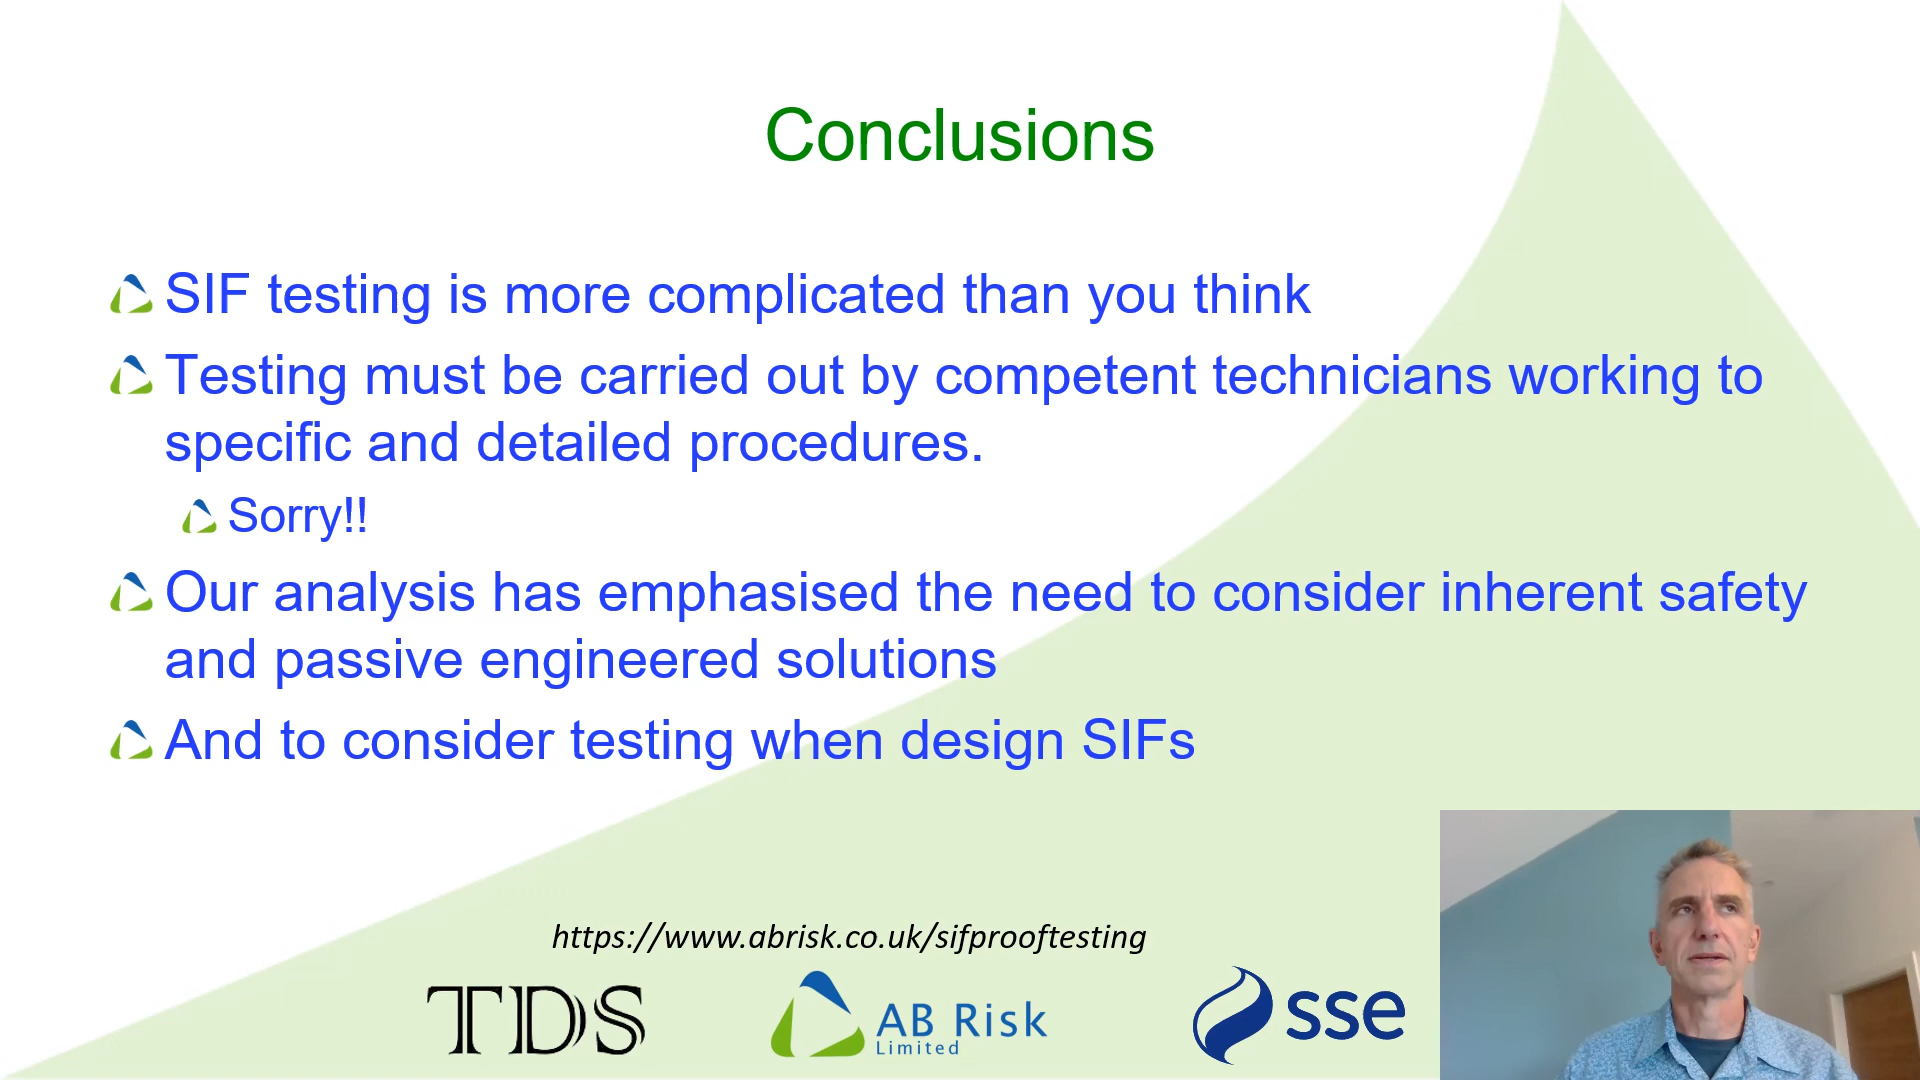 Conclusions
SIF testing is more complicated than you think
Testing must be carried out by competent technicians working to
specific and detailed procedures.
Sorry!!
Our analysis has emphasised the need to consider inherent safety
and passive engineered solutions
And to consider testing when design SIFs
https://www.abrisk.co.uk/sifprooftesting
TDS
AB Risk
Limited
sse